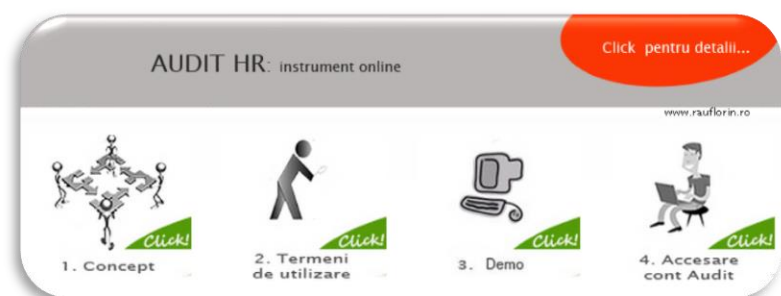 Click pentru detalii...
AUDIT HR: instrument online
www.rauflorin.ro
Click!
Click!
Click!
Click!
1. Concept
2. Termeni
de utilizare
3. Demo
4. Accesare
cont Audit